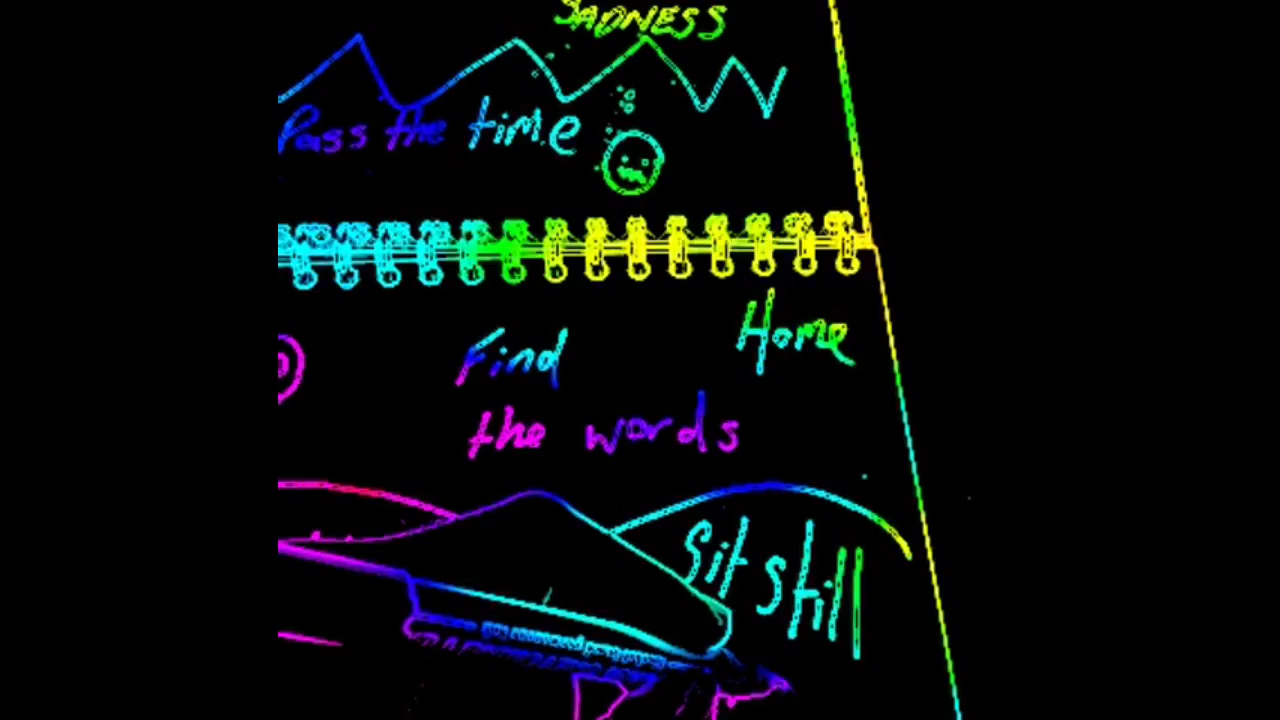 SADNESS
Pass the time
Home
Find
the words
Sit still